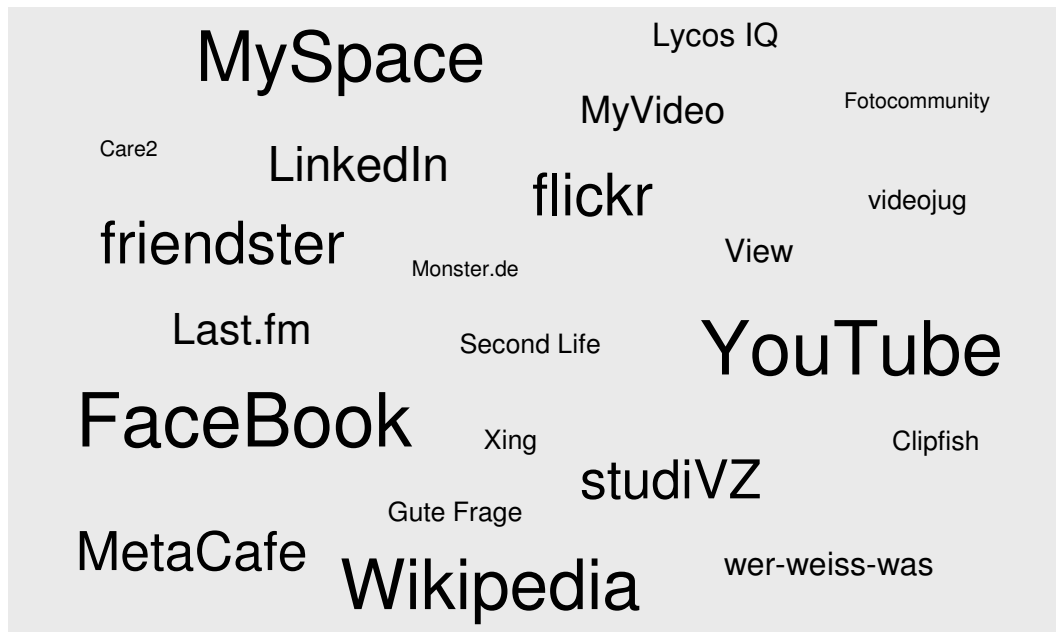 MySpace
Lycos IQ
MyVideo
Fotocommunity
Care2
LinkedIn
flickr
videojug
friendster
View
Monster.de
Last.fm
Second Life
YouTube
FaceBook
Xing
Clipfish
studiVZ
Gute Frage
MetaCafe
wer-weiss-was
Wikipedia